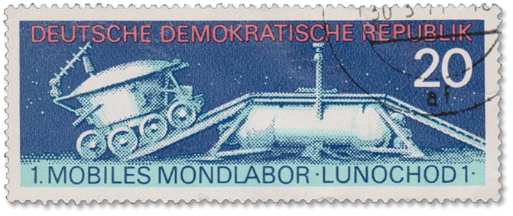 DEUTSCHE DEMOKRATISCHE REPUBLIK
20
1. MOBILES MONDLABOR · LUNOCHOD 1 ·